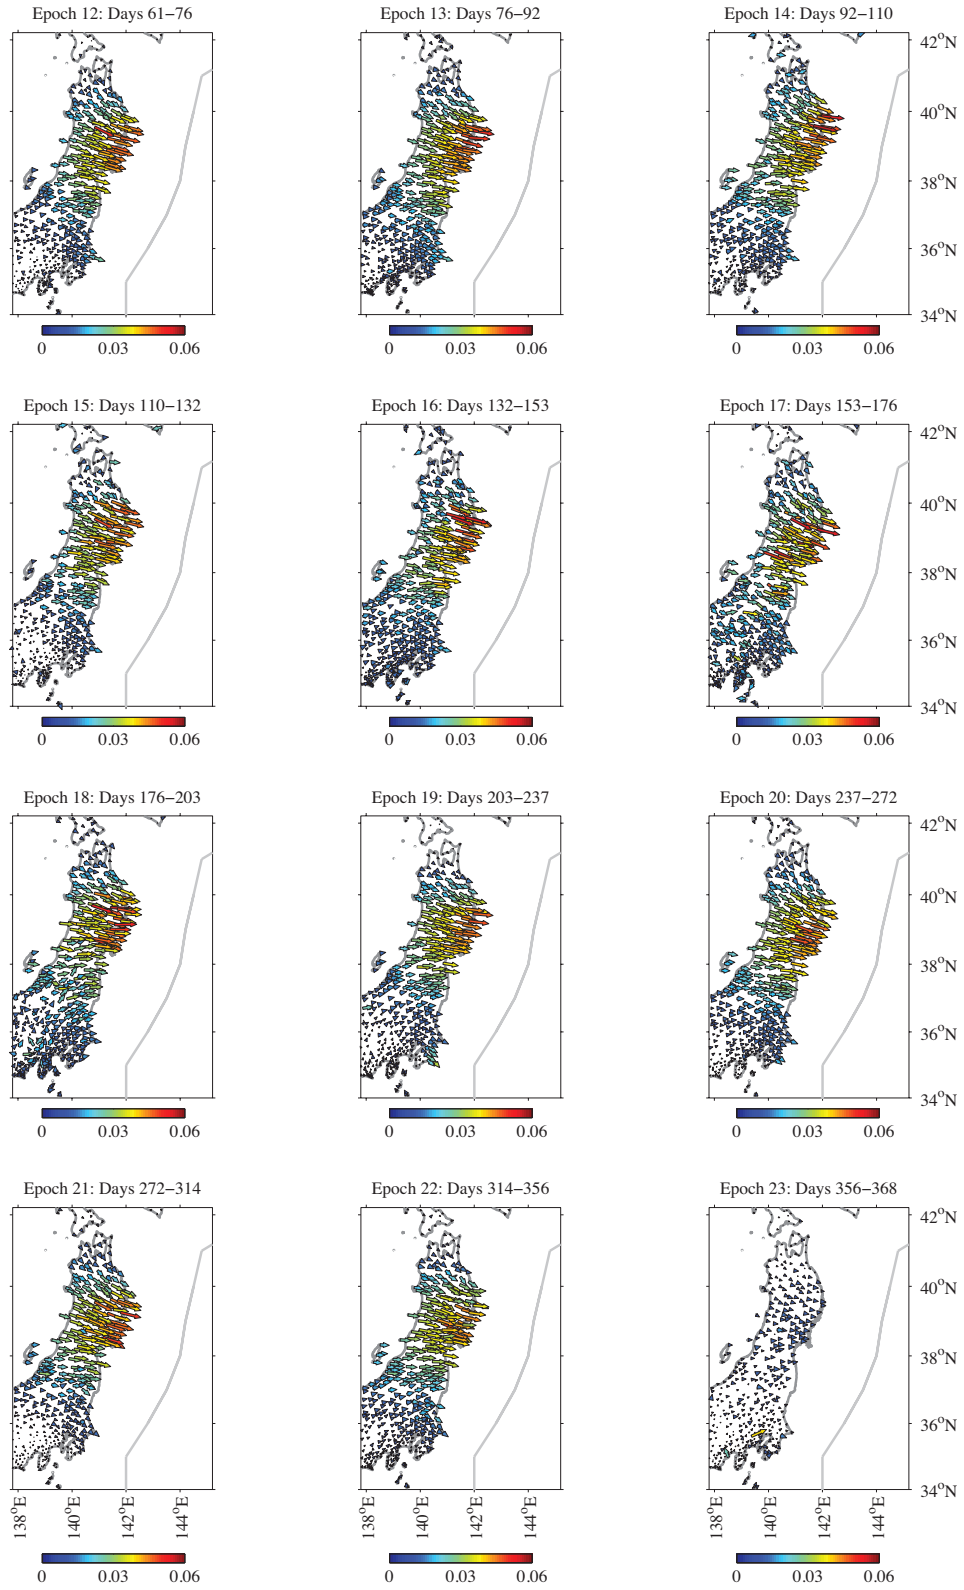 Epoch 12: Days 61−76
Epoch 13: Days 76−92
Epoch 14: Days 92−110
42°N
40°N
38°N
36°N
34°N
0 0.03 0.06
0 0.03 0.06
0 0.03 0.06
Epoch 15: Days 110−132
Epoch 16: Days 132−153
Epoch 17: Days 153−176
42°N
40°N
38°N
36°N
34°N
0 0.03 0.06
0 0.03 0.06
0 0.03 0.06
Epoch 18: Days 176−203
Epoch 19: Days 203−237
Epoch 20: Days 237−272
42°N
40°N
38°N
36°N
34°N
0 0.03 0.06
0 0.03 0.06
0 0.03 0.06
Epoch 21: Days 272−314
Epoch 22: Days 314−356
Epoch 23: Days 356−368
42°N
40°N
38°N
36°N
34°N
138°E
140°E
142°E
144°E
138°E
140°E
142°E
144°E
138°E
140°E
142°E
144°E
0 0.03 0.06
0 0.03 0.06
0 0.03 0.06